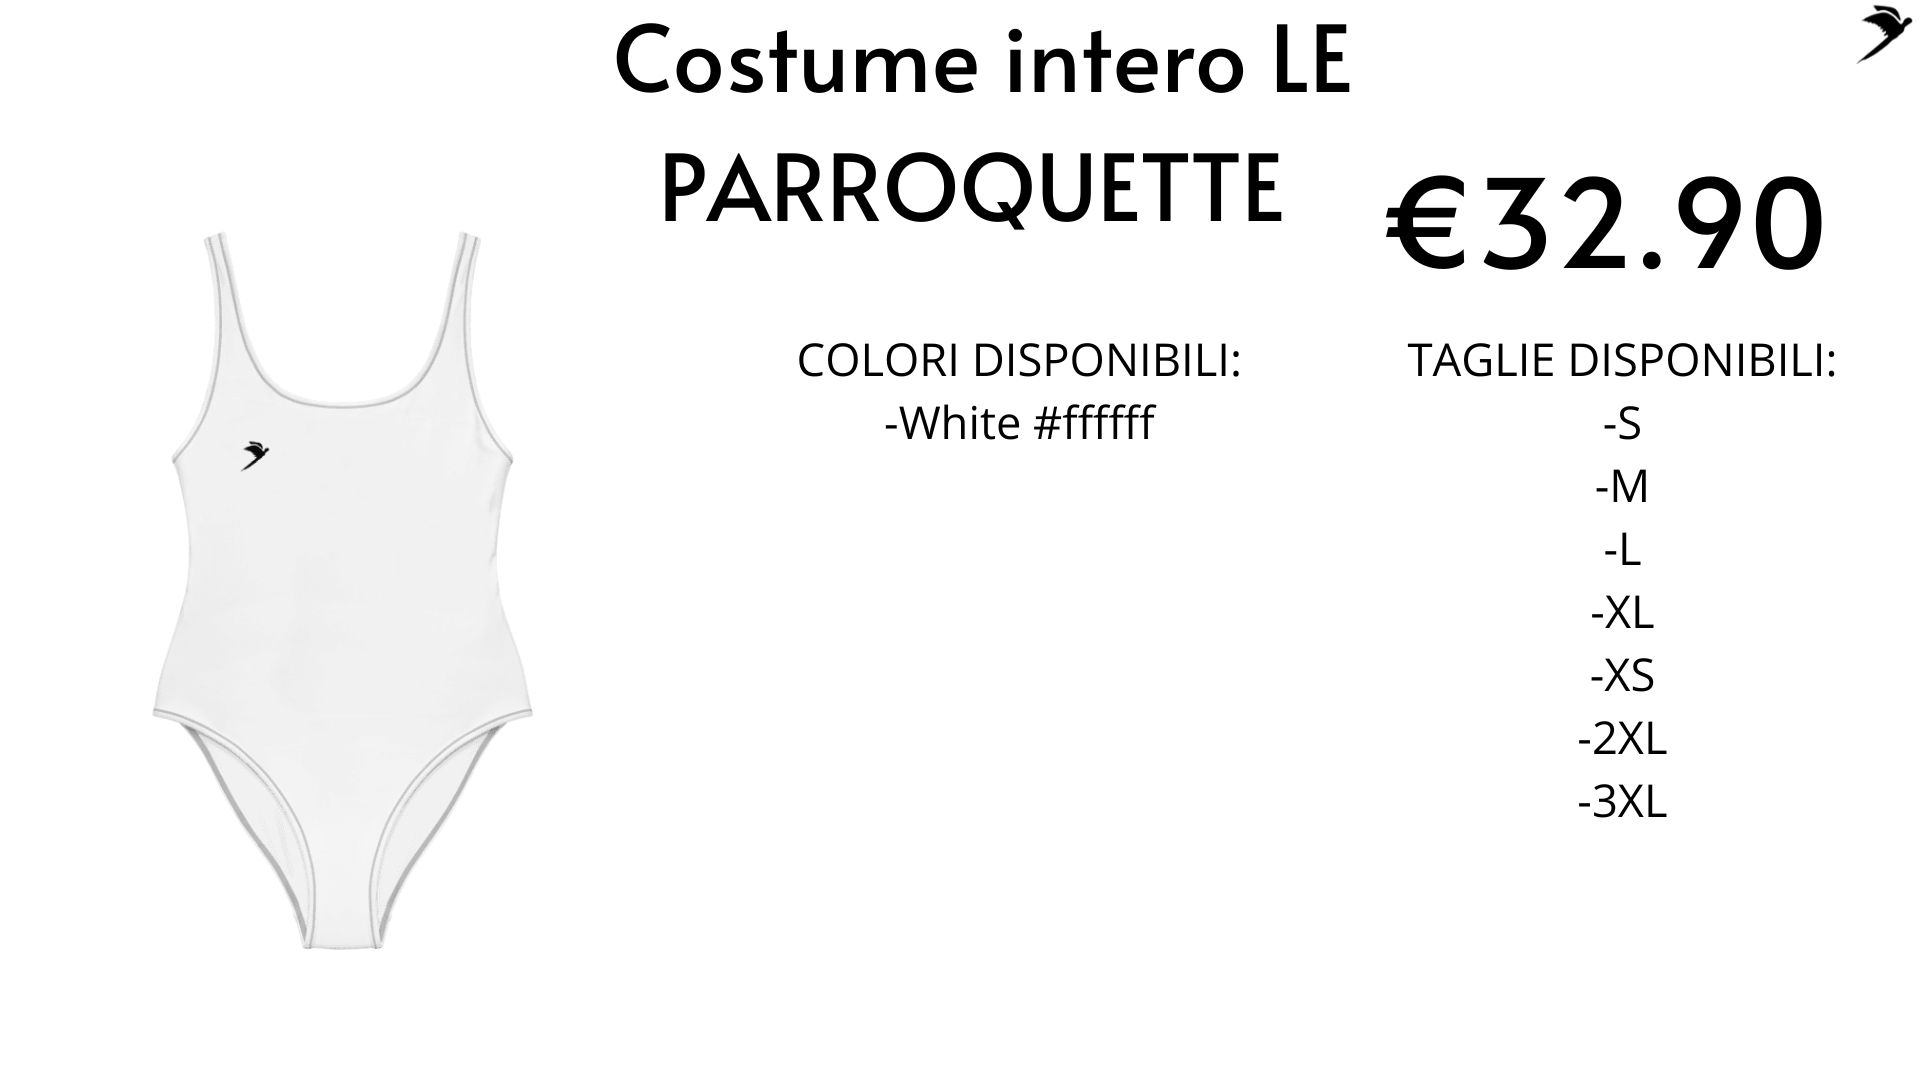 Costume intero LE
PARROQUETTE
€32.90
COLORI DISPONIBILI:
-White #ffffff
TAGLIE DISPONIBILI:
-S
-M
-L
-XL
-XS
-2XL
-3XL